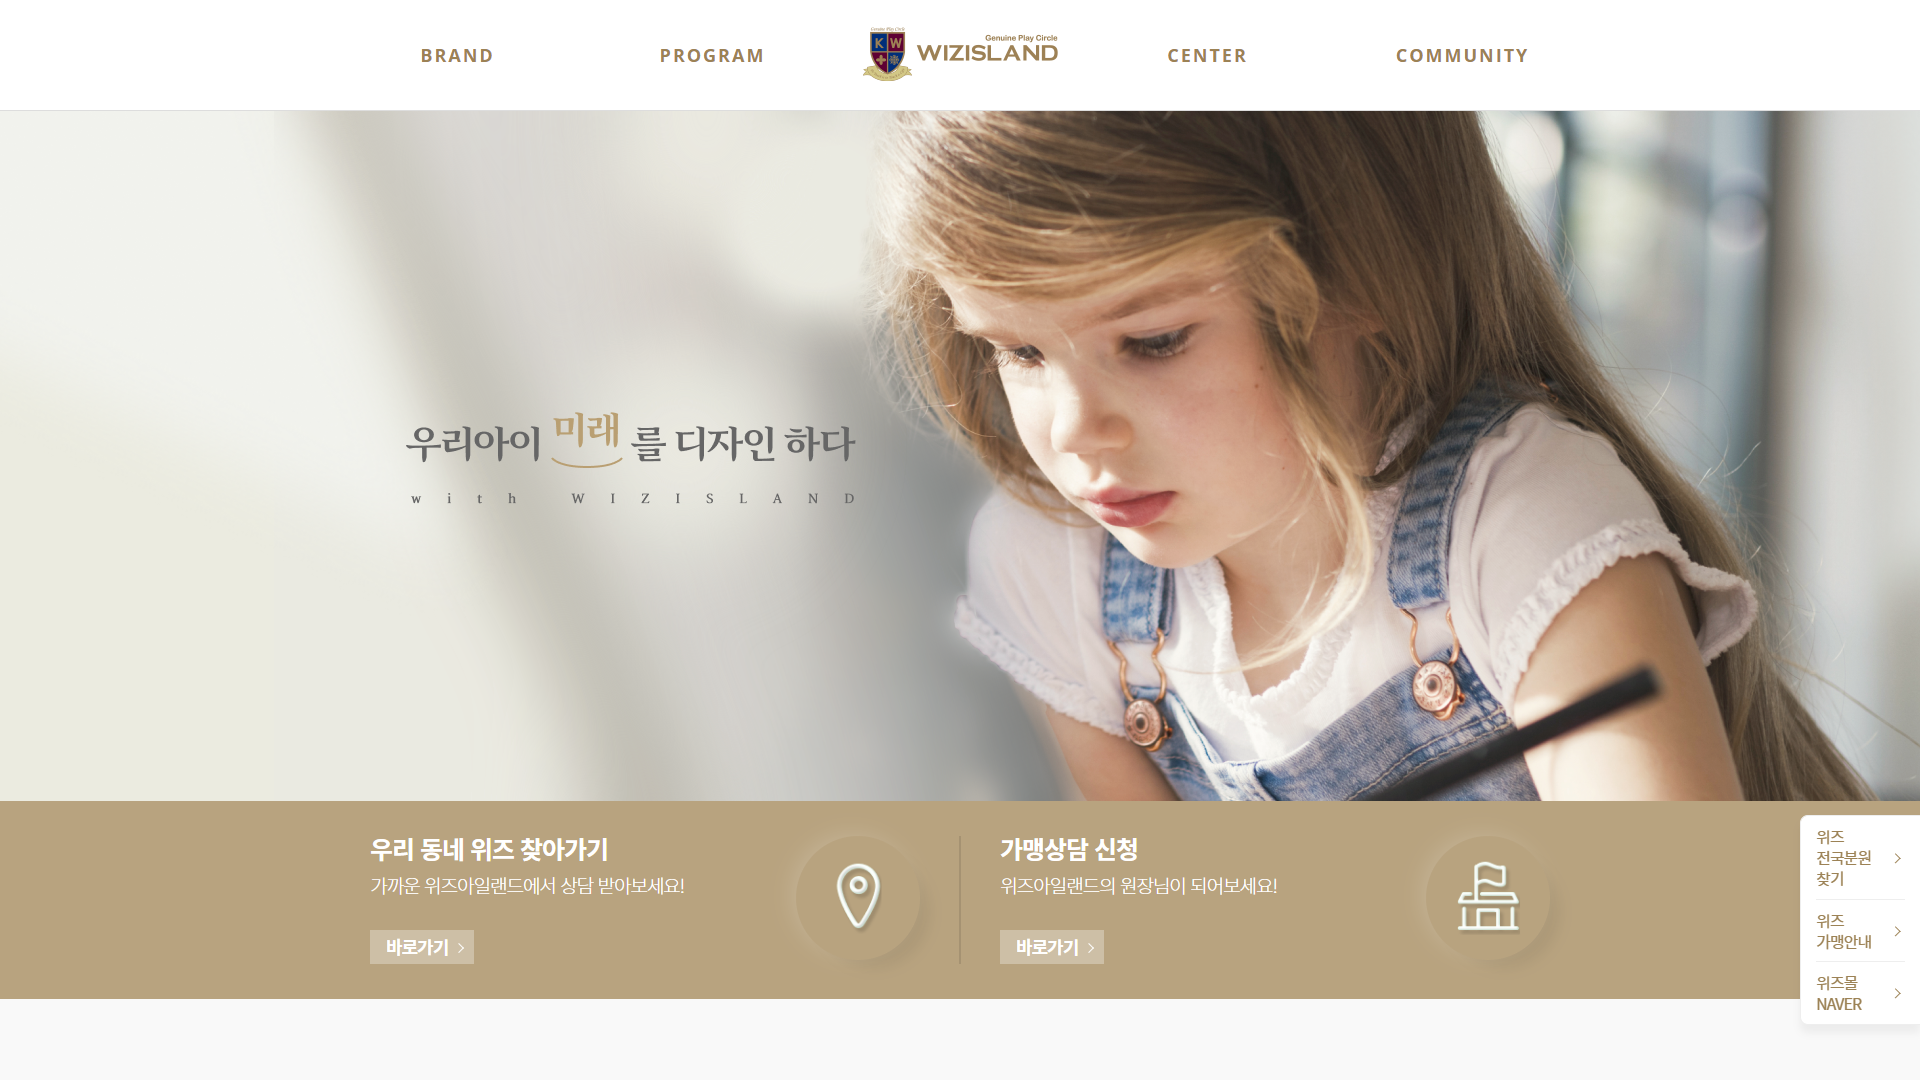 BRAND
PROGRAM
Genuine Play Circle
KW
WIZISLAND
CENTER
COMMUNITY
우리아이 미래를 디자인 하다
with WIZISLAND
우리 동네 위즈 찾아가기
가까운 위즈아일랜드에서 상담 받아보세요!
바로가기
가맹상담 신청
위즈아일랜드의 원장님이 되어보세요!
바로가기
위즈
전국분원
찾기
위즈
가맹안내
위즈몰
NAVER